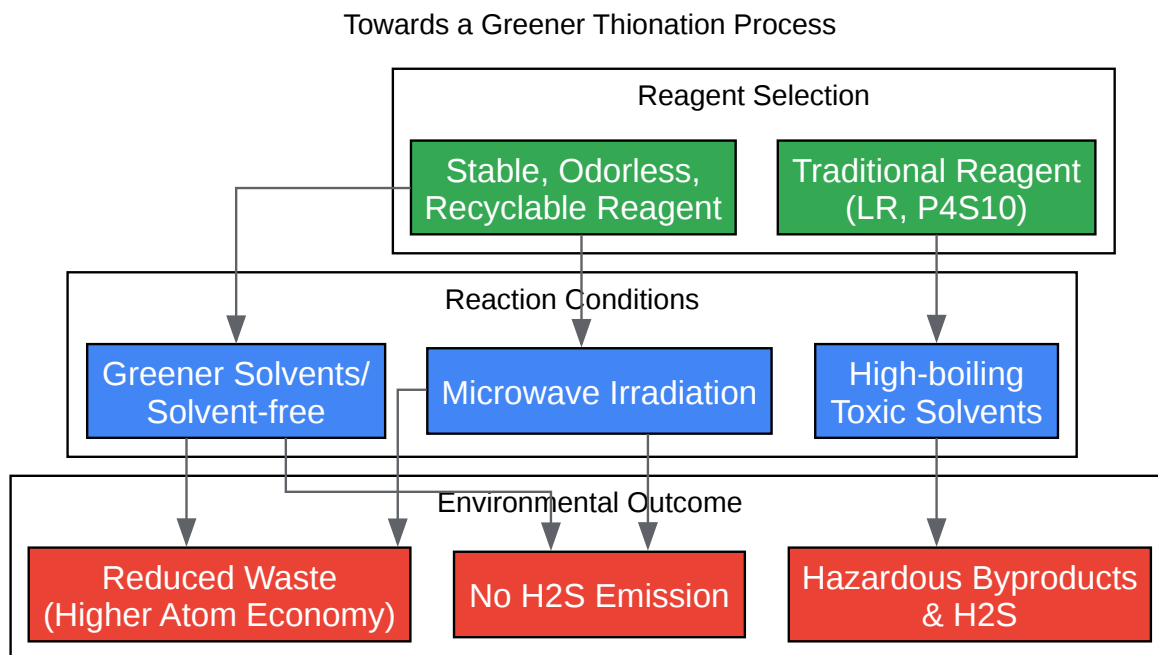 Towards a Greener Thionation Process
Reagent Selection
Stable, Odorless,
Recyclable Reagent
Traditional Reagent
(LR, P4S10)
Reaction Conditions
Greener Solvents/
Solvent-free
Microwave Irradiation
High-boiling
Toxic Solvents
Environmental Outcome
Reduced Waste
(Higher Atom Economy)
No H2S Emission
Hazardous Byproducts
& H2S